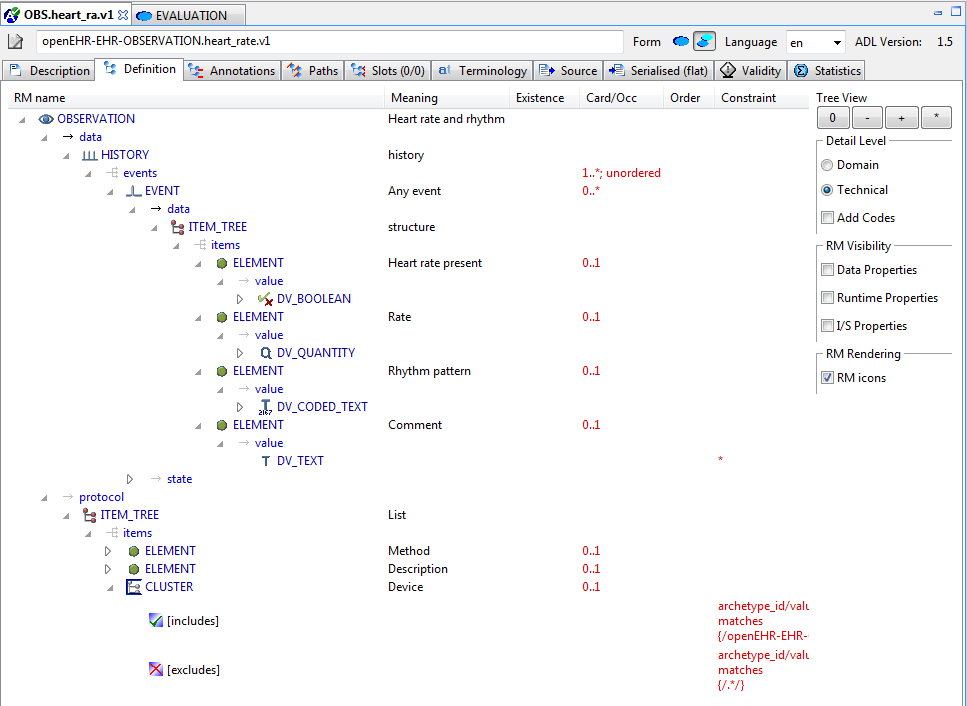 OBS.heart_ra.v1 EVALUATION
openEHR-EHR-OBSERVATION.heart_rate.v1 Form Language en ADL Version: 1.5
Description Definition Annotations Paths Slots (0/0) Terminology Source Serialised (flat) Validity Statistics
RM name Meaning Existence Card/Occ Order Constraint Tree View
0 - + *
OBSERVATION Heart rate and rhythm
data Detail Level
HISTORY history
Domain
events 1..*; unordered
EVENT Any event 0..* Technical
data
Add Codes
ITEM_TREE structure
items RM Visibility
ELEMENT Heart rate present 0..1
Data Properties
value
DV_BOOLEAN Runtime Properties
ELEMENT Rate 0..1
I/S Properties
value
DV_QUANTITY RM Rendering
ELEMENT Rhythm pattern 0..1
RM icons
value
DV_CODED_TEXT
ELEMENT Comment 0..1
value
DV_TEXT *
state
protocol
ITEM_TREE List
items
ELEMENT Method 0..1
ELEMENT Description 0..1
CLUSTER Device 0..1
archetype_id/valu
[includes] matches
{/openEHR-EHR-
archetype_id/valu
[excludes] matches
{/.*/}